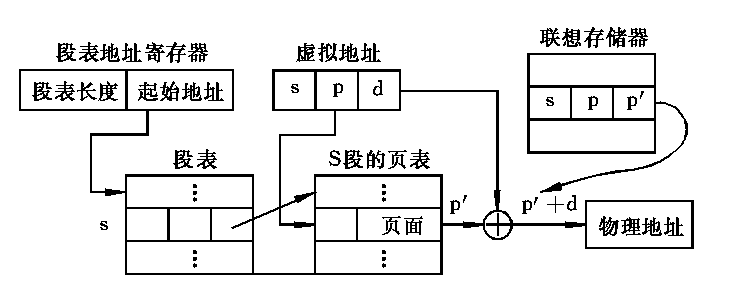 段表地址寄存器
段表长度 起始地址
虚拟地址
s p d
联想存储器
s p p′
段表
⋮
s
⋮
S段的页表
⋮
页面
⋮
p′
p′+d
物理地址